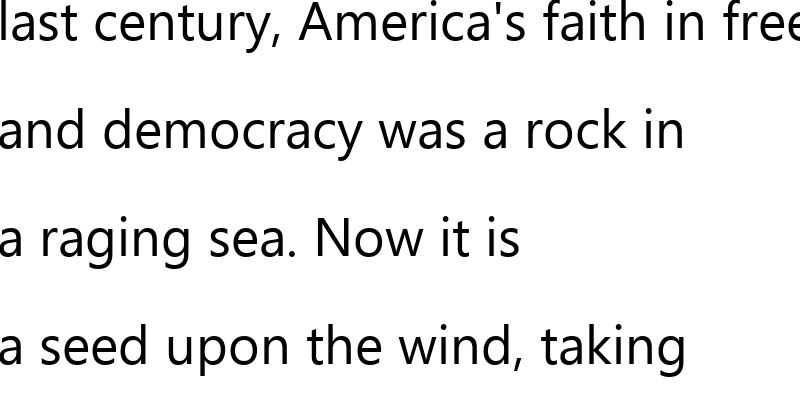 last century, America's faith in free
and democracy was a rock in
a raging sea. Now it is
a seed upon the wind, taking